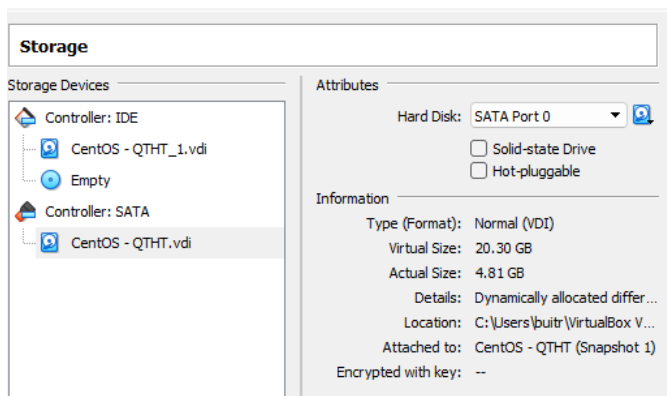 Storage
Storage Devices
Controller: IDE
CentOS - QTHT_1.vdi
Empty
Controller: SATA
CentOS - QTHT.vdi
Attributes
Hard Disk: SATA Port 0
Solid-state Drive
Hot-pluggable
Information
Type (Format): Normal (VDI)
Virtual Size: 20.30 GB
Actual Size: 4.81 GB
Details: Dynamically allocated differ...
Location: C:\Users\buitr\VirtualBox V...
Attached to: CentOS - QTHT (Snapshot 1)
Encrypted with key: --